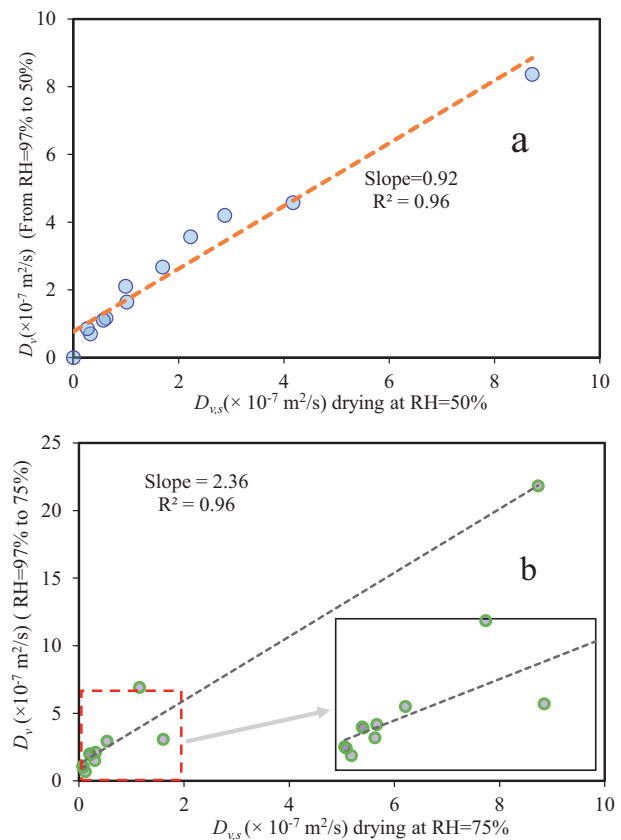 10
8
6
4
2
0
D_v(×10⁻⁷ m²/s) (From RH=97% to 50%)
a
Slope=0.92
R² = 0.96
0 2 4 6 8 10
D_{v,s}(× 10⁻⁷ m²/s) drying at RH=50%
25
20
15
10
5
0
D_v (×10⁻⁷ m²/s) ( RH=97% to 75%)
Slope = 2.36
R² = 0.96
b
0 2 4 6 8 10
D_{v,s}(× 10⁻⁷ m²/s) drying at RH=75%